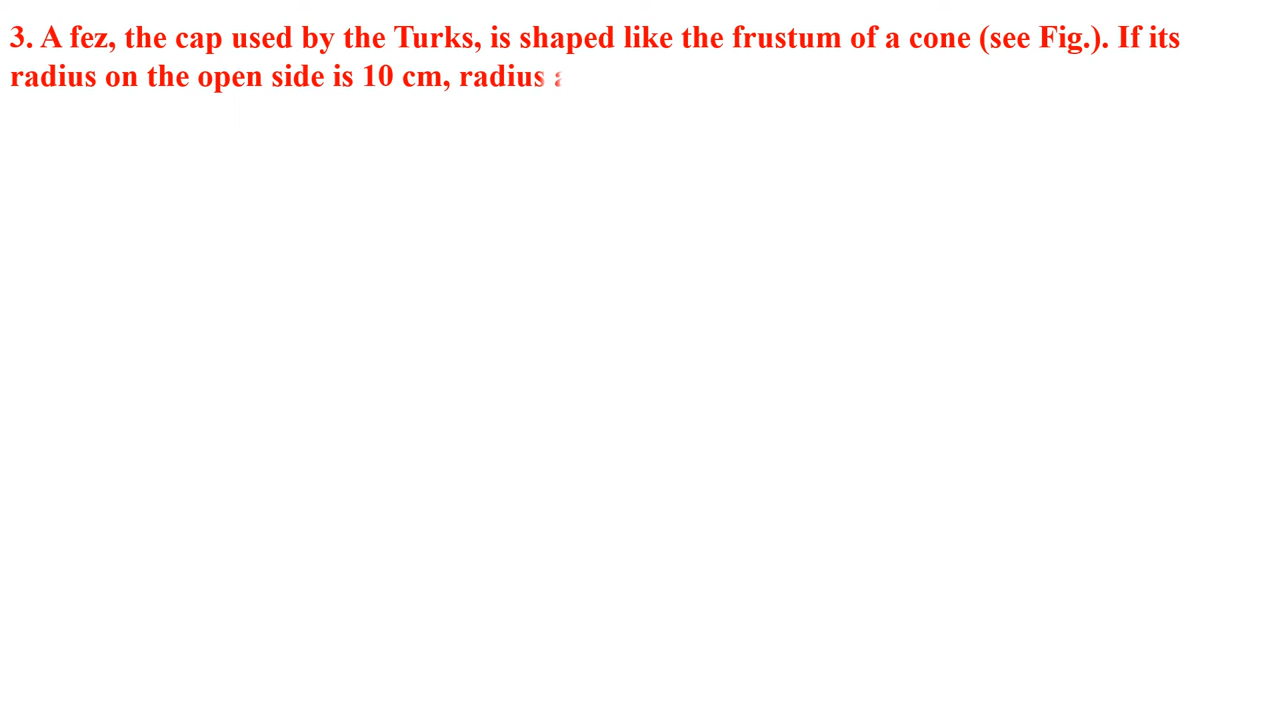 3. A fez, the cap used by the Turks, is shaped like the frustum of a cone (see Fig.). If its
radius on the open side is 10 cm, radius